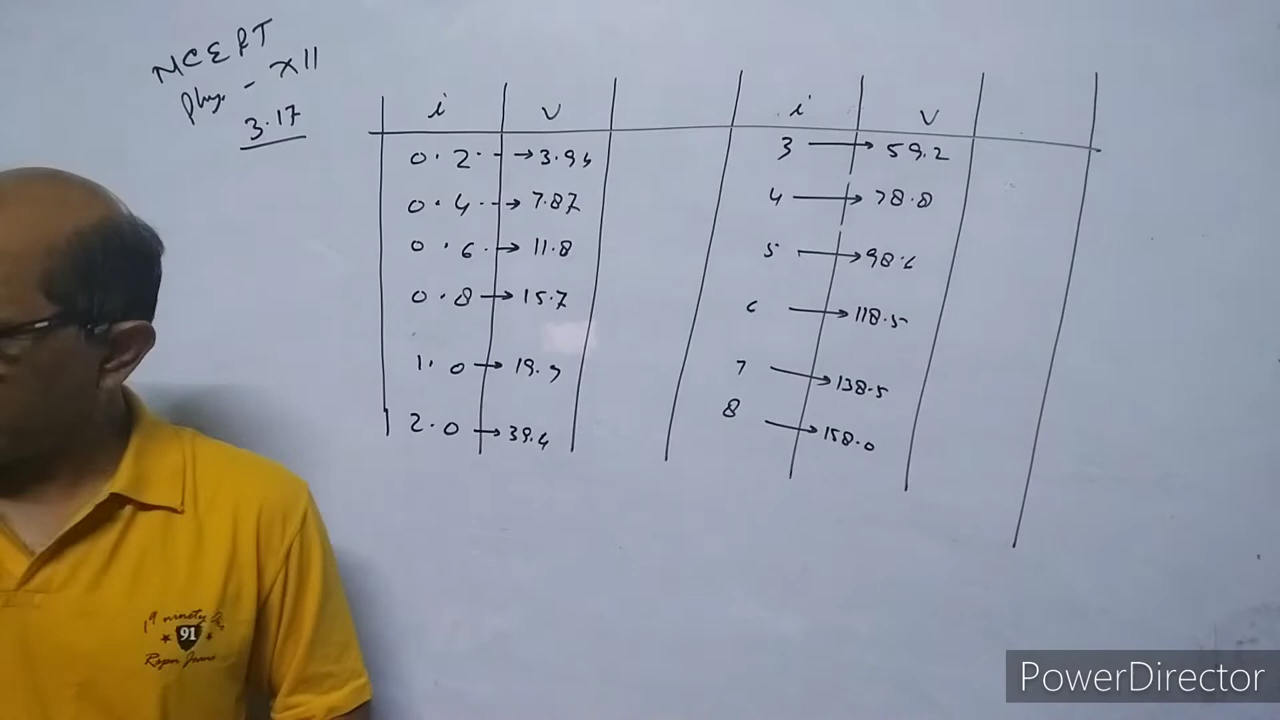 NCERT
Phy. - XII
3.17
i V
0.2 → 3.94
0.4 → 7.87
0.6 → 11.8
0.8 → 15.7
1.0 → 19.7
2.0 → 39.4
i V
3 → 59.2
4 → 78.8
5 → 98.6
6 → 118.5
7 → 138.5
8 → 158.0
91
PowerDirector